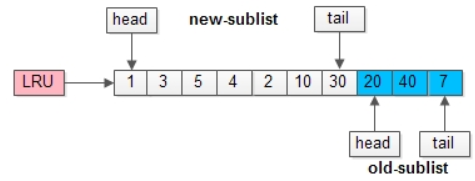 head new-sublist tail
LRU 1 3 5 4 2 10 30 20 40 7
head tail
old-sublist